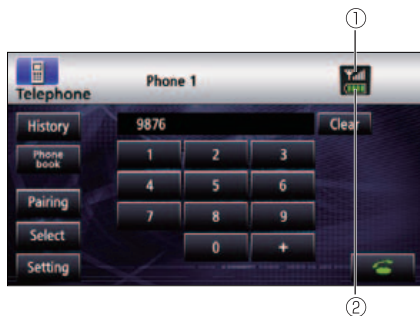 ①
Telephone
Phone 1
History
9876
Clear
Phone book
1 2 3
4 5 6
Pairing
7 8 9
Select
0 +
Setting
②